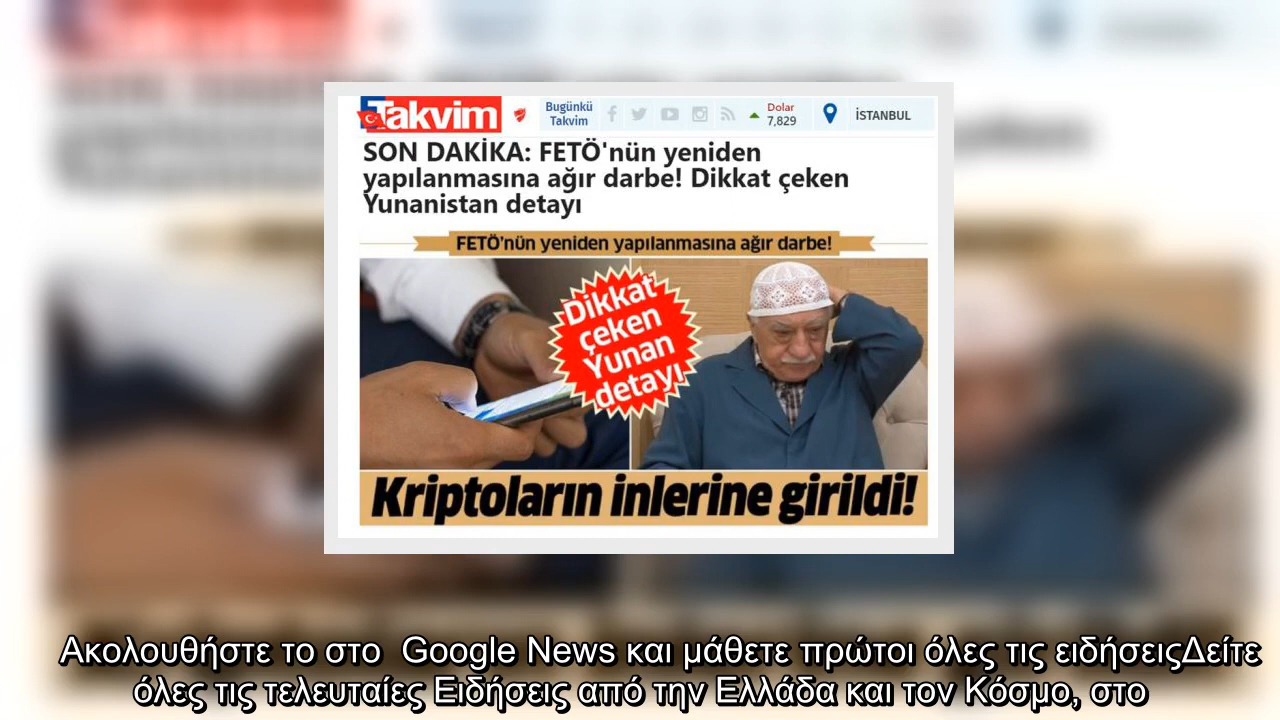 Takvim
Bugünkü
Takvim
Dolar
7,829
İSTANBUL
SON DAKİKA: FETÖ'nün yeniden
yapılanmasına ağır darbe! Dikkat çeken
Yunanistan detayı
FETÖ'nün yeniden yapılanmasına ağır darbe!
Dikkat
çeken
Yunan
detayı
Kriptoların inlerine girildi!
Ακολουθήστε το στο Google News και μάθετε πρώτοι όλες τις ειδήσειςΔείτε
όλες τις τελευταίες Ειδήσεις από την Ελλάδα και τον Κόσμο, στο